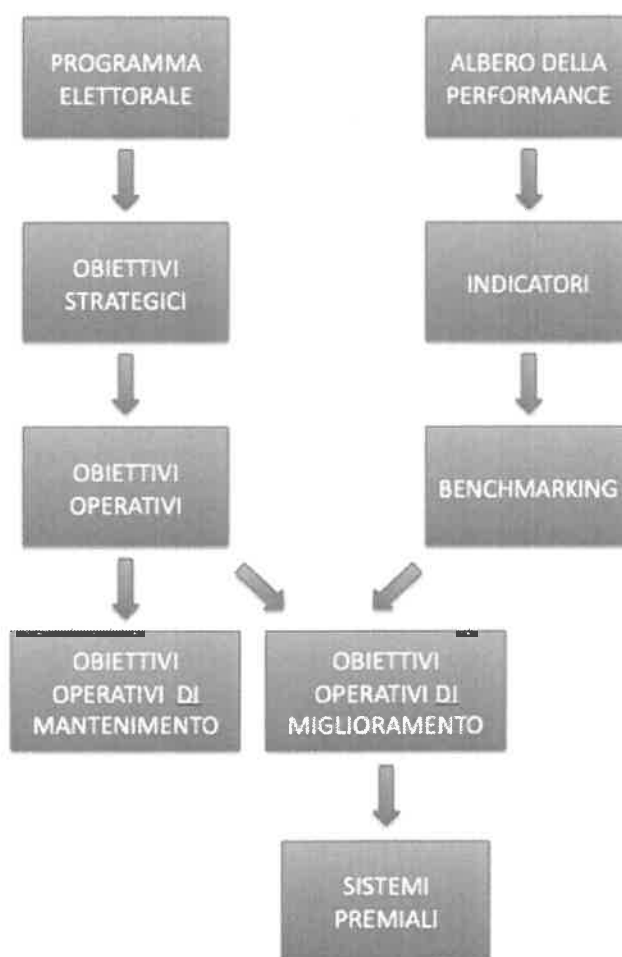 PROGRAMMA
ELETTORALE
ALBERO DELLA
PERFORMANCE
OBIETTIVI
STRATEGICI
INDICATORI
OBIETTIVI
OPERATIVI
BENCHMARKING
OBIETTIVI
OPERATIVI DI
MANTENIMENTO
OBIETTIVI
OPERATIVI DI
MIGLIORAMENTO
SISTEMI
PREMIALI